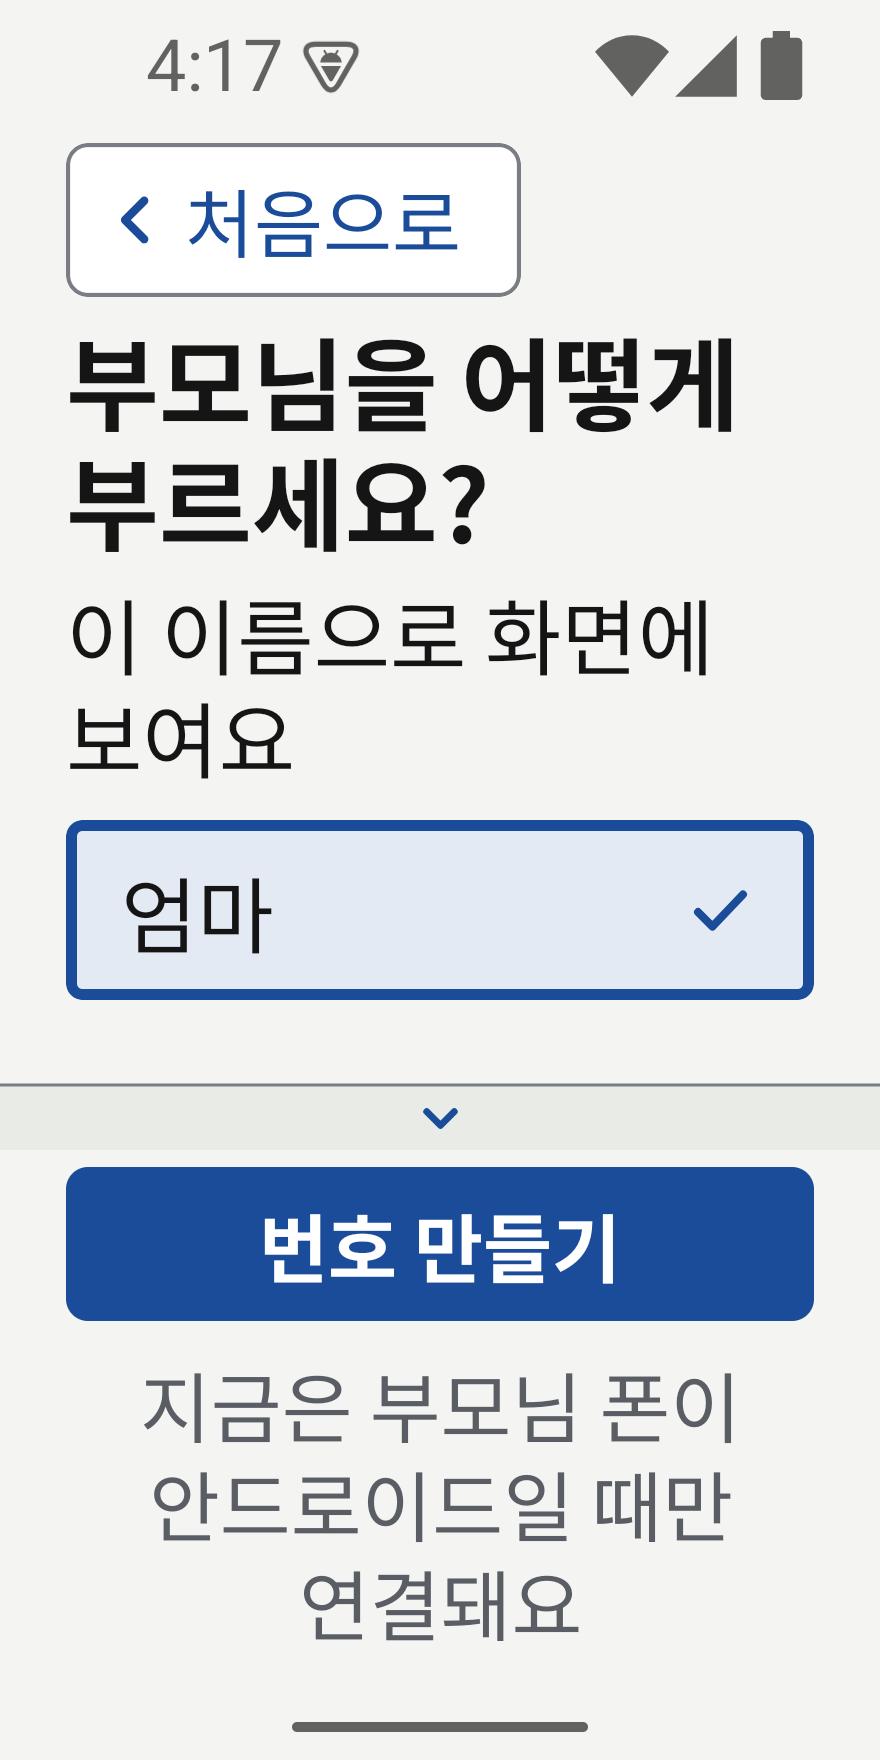 4:17
처음으로
부모님을 어떻게
부르세요?
이 이름으로 화면에
보여요
엄마
번호 만들기
지금은 부모님 폰이
안드로이드일 때만
연결돼요